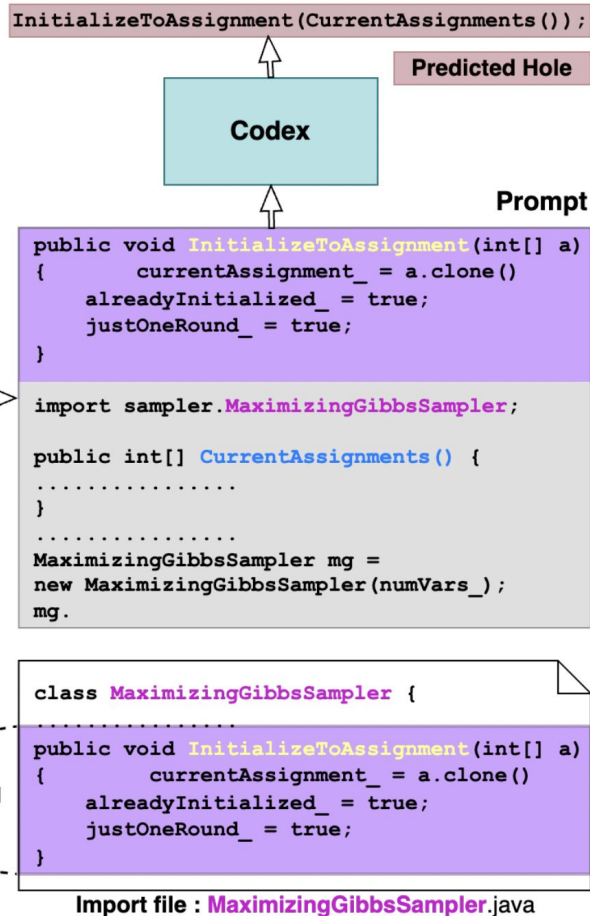 InitializeToAssignment(CurrentAssignments());
Predicted Hole
Codex
Prompt
public void InitializeToAssignment(int[] a)
{ currentAssignment_ = a.clone()
alreadyInitialized_ = true;
justOneRound_ = true;
}
import sampler.MaximizingGibbsSampler;
public int[] CurrentAssignments() {
................
}
................
MaximizingGibbsSampler mg =
new MaximizingGibbsSampler(numVars_);
mg.
class MaximizingGibbsSampler {
................
public void InitializeToAssignment(int[] a)
{ currentAssignment_ = a.clone()
alreadyInitialized_ = true;
justOneRound_ = true;
}
Import file : MaximizingGibbsSampler.java